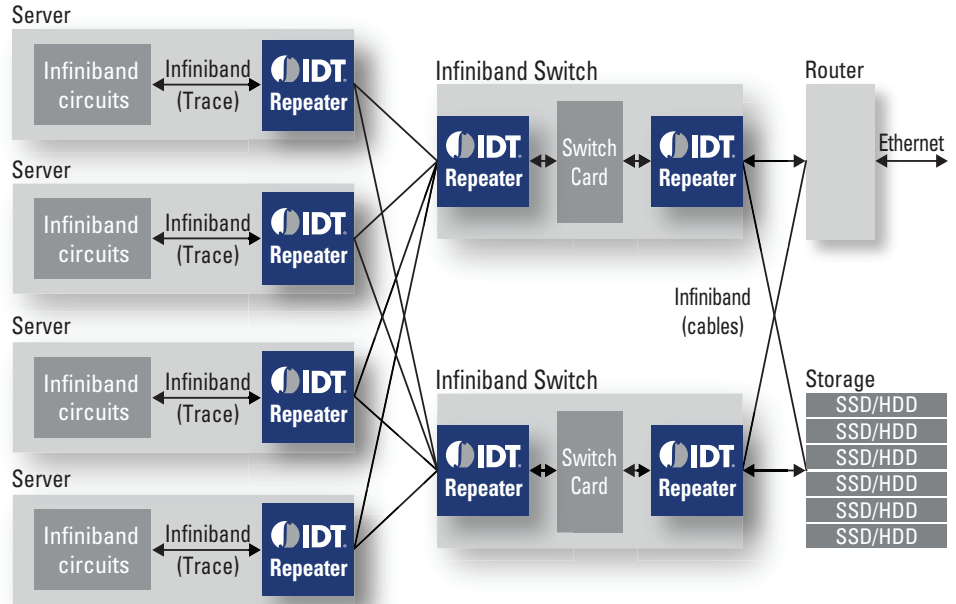 Server
Infiniband
circuits
Infiniband
(Trace)
IDT.
Repeater
Server
Infiniband
circuits
Infiniband
(Trace)
IDT.
Repeater
Server
Infiniband
circuits
Infiniband
(Trace)
IDT.
Repeater
Server
Infiniband
circuits
Infiniband
(Trace)
IDT.
Repeater
Infiniband Switch
IDT.
Repeater
Switch
Card
IDT.
Repeater
Infiniband Switch
IDT.
Repeater
Switch
Card
IDT.
Repeater
Router
Ethernet
Infiniband
(cables)
Storage
SSD/HDD
SSD/HDD
SSD/HDD
SSD/HDD
SSD/HDD
SSD/HDD